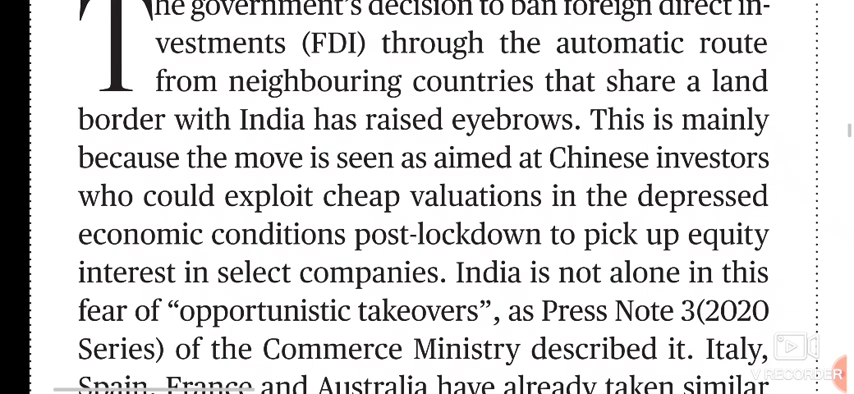 The government's decision to ban foreign direct in-
vestments (FDI) through the automatic route
from neighbouring countries that share a land
border with India has raised eyebrows. This is mainly
because the move is seen as aimed at Chinese investors
who could exploit cheap valuations in the depressed
economic conditions post-lockdown to pick up equity
interest in select companies. India is not alone in this
fear of “opportunistic takeovers”, as Press Note 3(2020
Series) of the Commerce Ministry described it. Italy,
Spain, France and Australia have already taken similar
V RECORDER